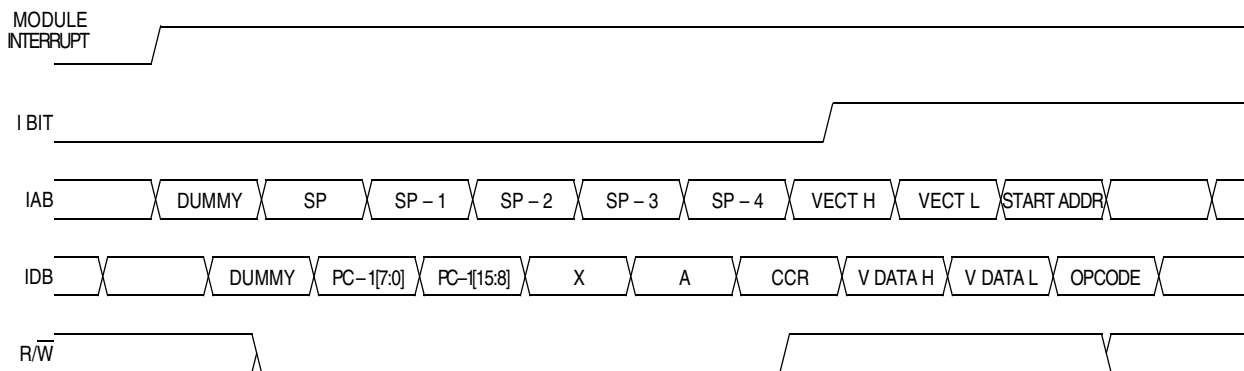 MODULE
INTERRUPT
I BIT
IAB DUMMY SP SP – 1 SP – 2 SP – 3 SP – 4 VECT H VECT L START ADDR
IDB DUMMY PC–1[7:0] PC–1[15:8] X A CCR V DATA H V DATA L OPCODE
R/W̅